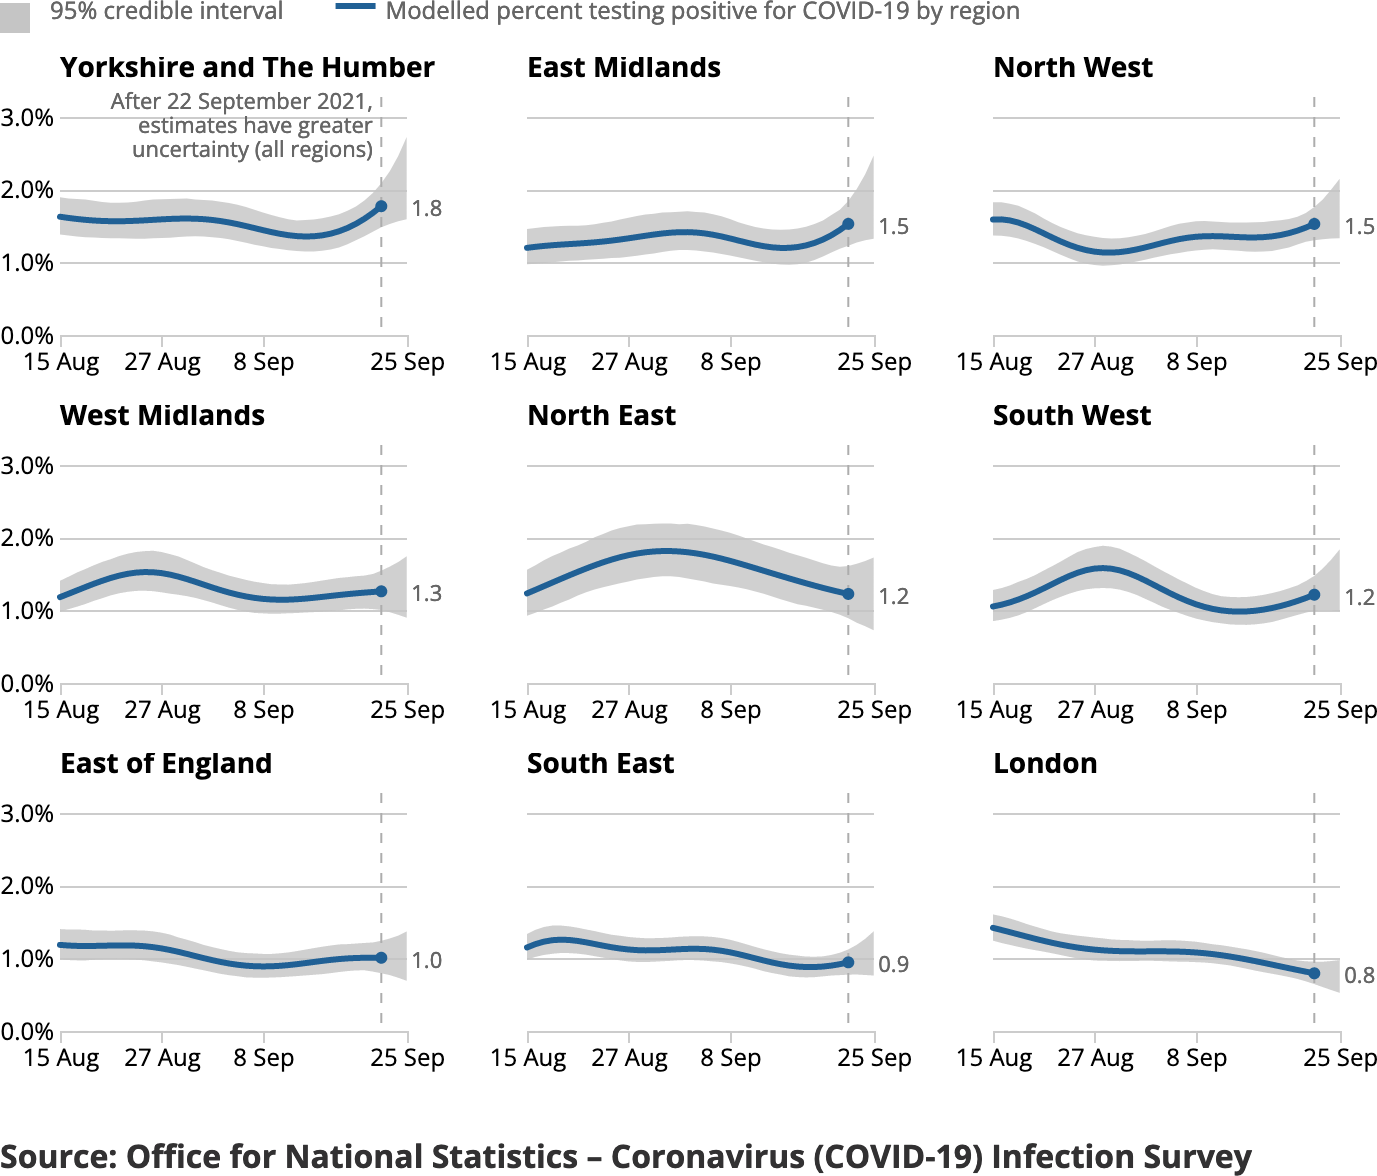 95% credible interval Modelled percent testing positive for COVID-19 by region
Yorkshire and The Humber East Midlands North West
After 22 September 2021,
3.0%
estimates have greater
uncertainty (all regions)
2.0%
1.8 1.5 1.5
1.0%
0.0%
15 Aug 27 Aug 8 Sep 25 Sep 15 Aug 27 Aug 8 Sep 25 Sep 15 Aug 27 Aug 8 Sep 25 Sep
West Midlands North East South West
3.0%
2.0%
1.3 1.2 1.2
1.0%
0.0%
15 Aug 27 Aug 8 Sep 25 Sep 15 Aug 27 Aug 8 Sep 25 Sep 15 Aug 27 Aug 8 Sep 25 Sep
East of England South East London
3.0%
2.0%
1.0% 1.0 0.9 0.8
0.0%
15 Aug 27 Aug 8 Sep 25 Sep 15 Aug 27 Aug 8 Sep 25 Sep 15 Aug 27 Aug 8 Sep 25 Sep
Source: Office for National Statistics – Coronavirus (COVID-19) Infection Survey